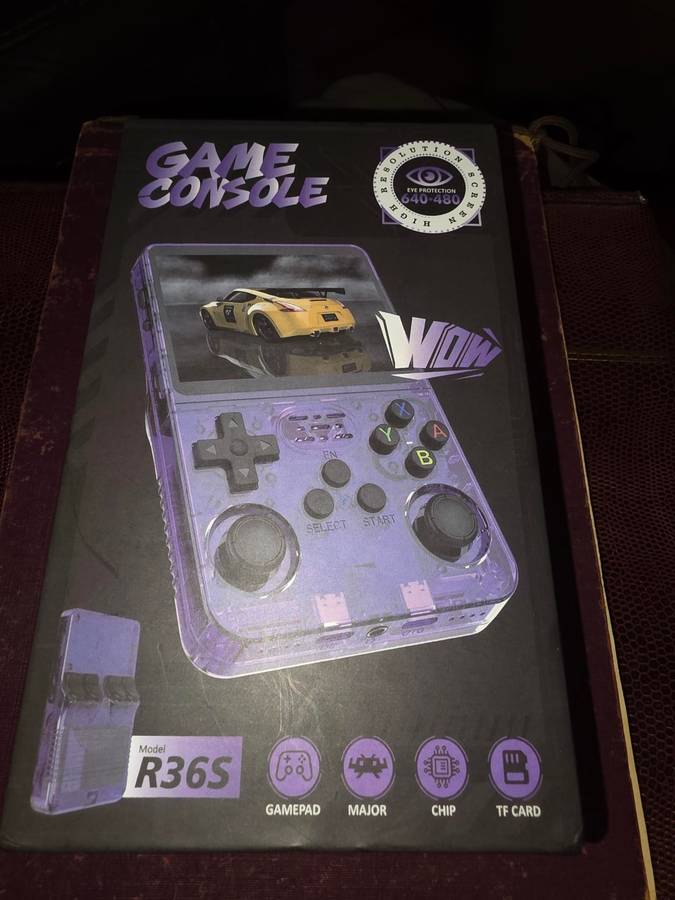 GAME
CONSOLE
HIGH RESOLUTION SCREEN
EYE PROTECTION
640*480
WOW
X
Y A
B
FN
SELECT START
Model
R36S
GAMEPAD MAJOR CHIP TF CARD